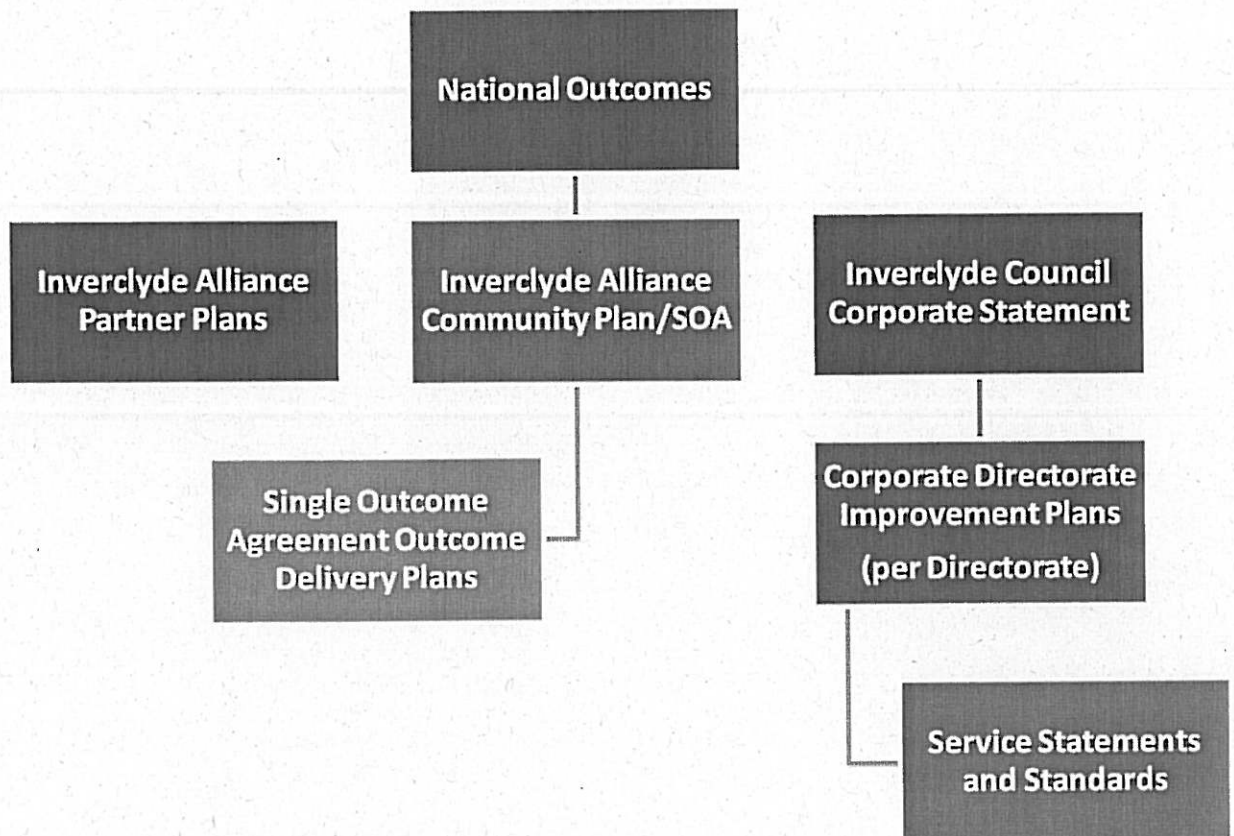 National Outcomes
Inverclyde Alliance
Partner Plans
Inverclyde Alliance
Community Plan/SOA
Inverclyde Council
Corporate Statement
Single Outcome
Agreement Outcome
Delivery Plans
Corporate Directorate
Improvement Plans
(per Directorate)
Service Statements
and Standards